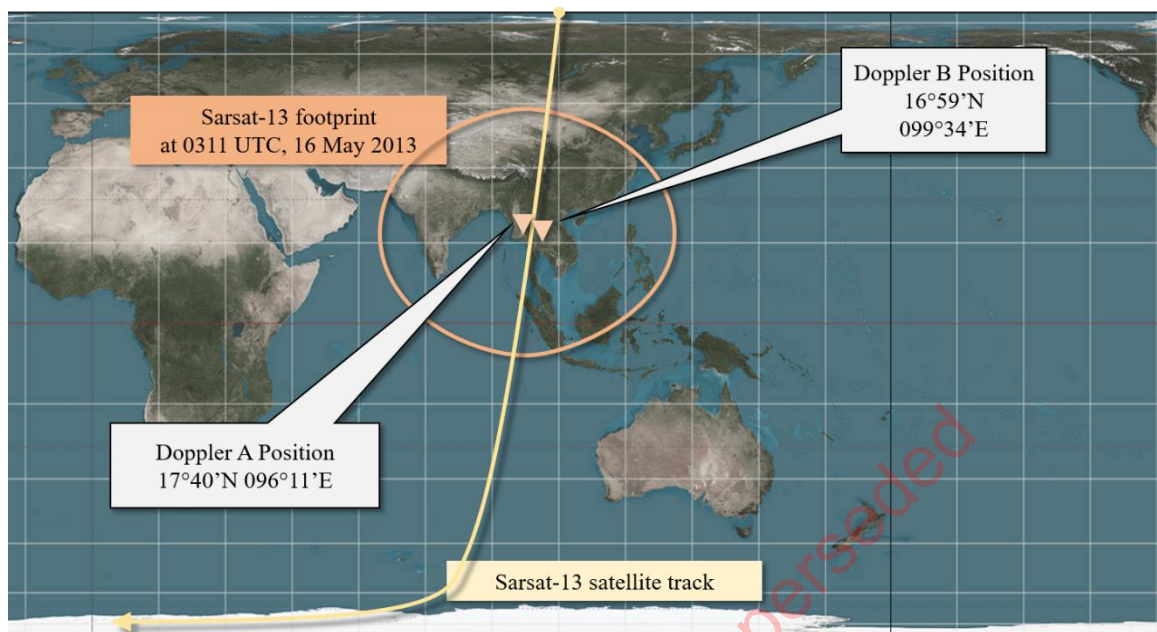 Doppler B Position
16°59’N
099°34’E
Sarsat-13 footprint
at 0311 UTC, 16 May 2013
Doppler A Position
17°40’N 096°11’E
Sarsat-13 satellite track
perseded